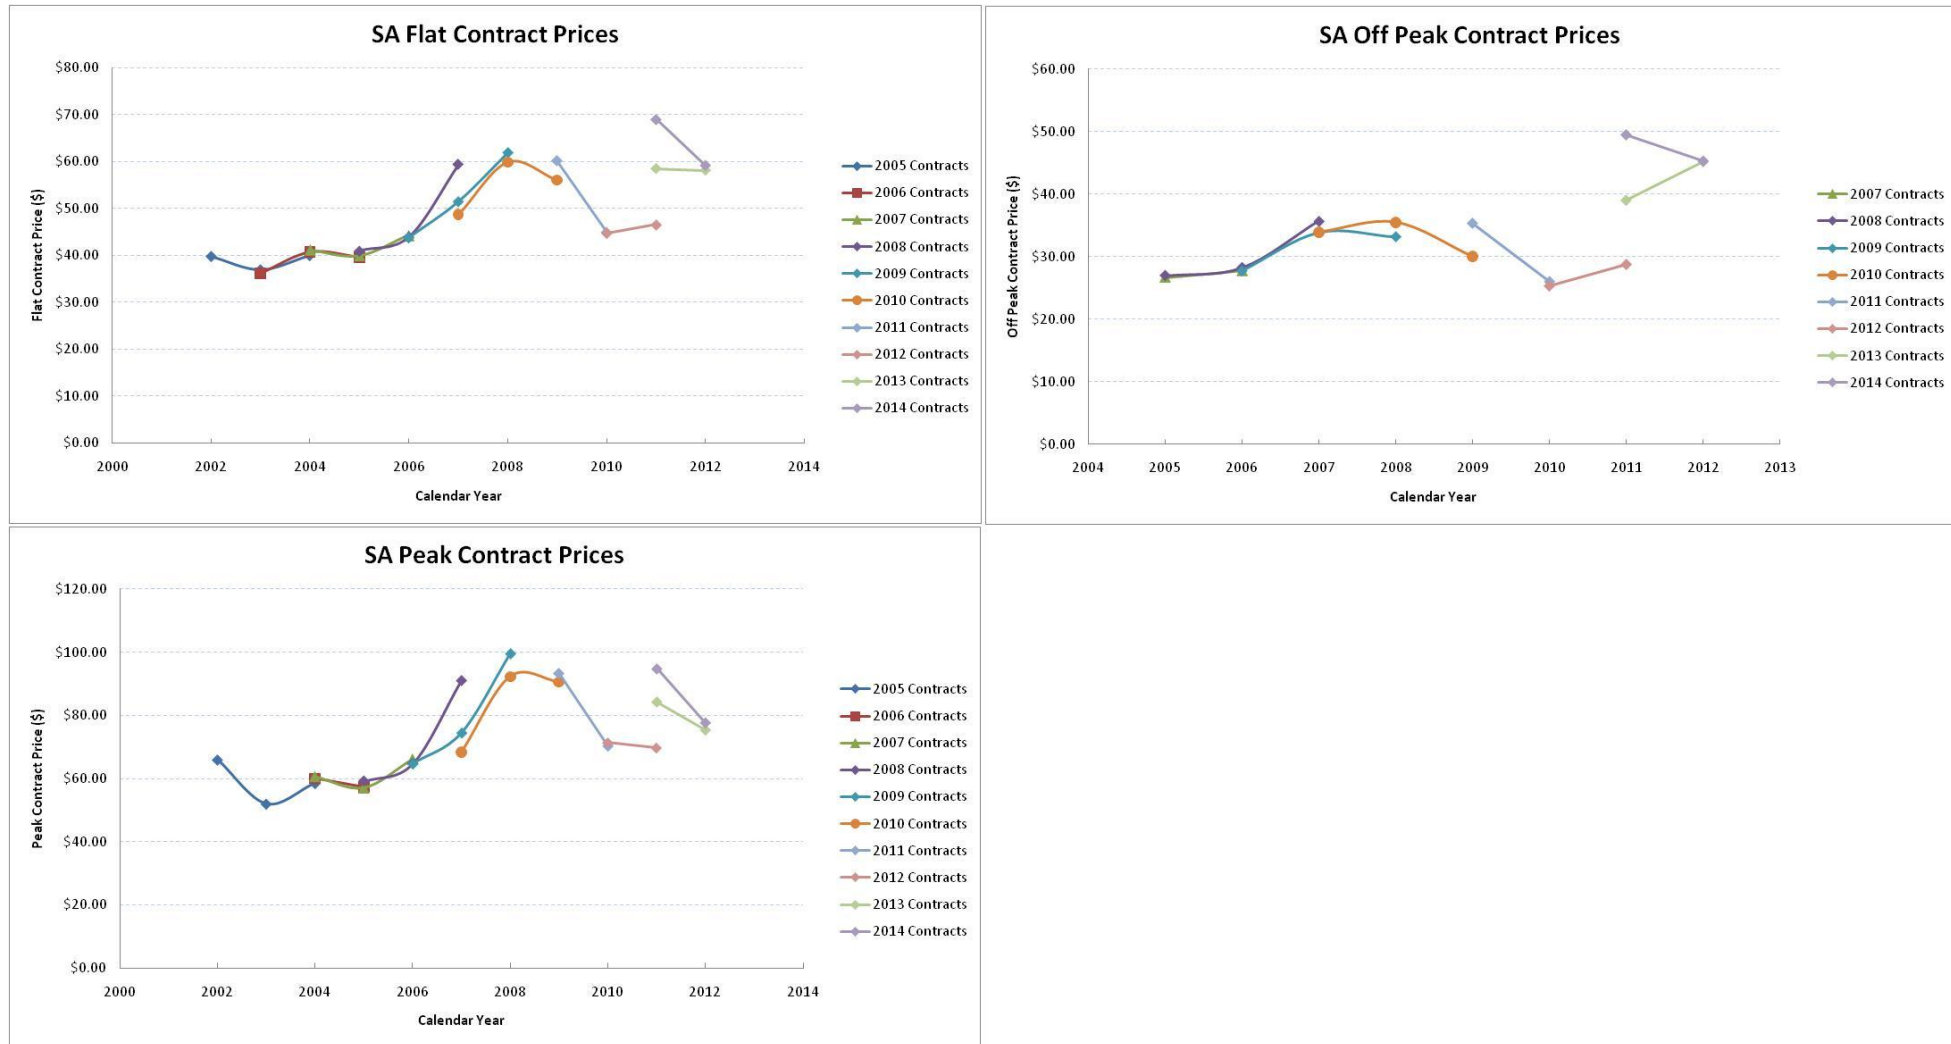 SA Flat Contract Prices
$80.00
$70.00
$60.00
$50.00
$40.00
$30.00
$20.00
$10.00
$0.00
Flat Contract Price ($)
2000 2002 2004 2006 2008 2010 2012 2014
Calendar Year
2005 Contracts
2006 Contracts
2007 Contracts
2008 Contracts
2009 Contracts
2010 Contracts
2011 Contracts
2012 Contracts
2013 Contracts
2014 Contracts
SA Off Peak Contract Prices
$60.00
$50.00
$40.00
$30.00
$20.00
$10.00
$0.00
Off Peak Contract Price ($)
2004 2005 2006 2007 2008 2009 2010 2011 2012 2013
Calendar Year
2007 Contracts
2008 Contracts
2009 Contracts
2010 Contracts
2011 Contracts
2012 Contracts
2013 Contracts
2014 Contracts
SA Peak Contract Prices
$120.00
$100.00
$80.00
$60.00
$40.00
$20.00
$0.00
Peak Contract Price ($)
2000 2002 2004 2006 2008 2010 2012 2014
Calendar Year
2005 Contracts
2006 Contracts
2007 Contracts
2008 Contracts
2009 Contracts
2010 Contracts
2011 Contracts
2012 Contracts
2013 Contracts
2014 Contracts